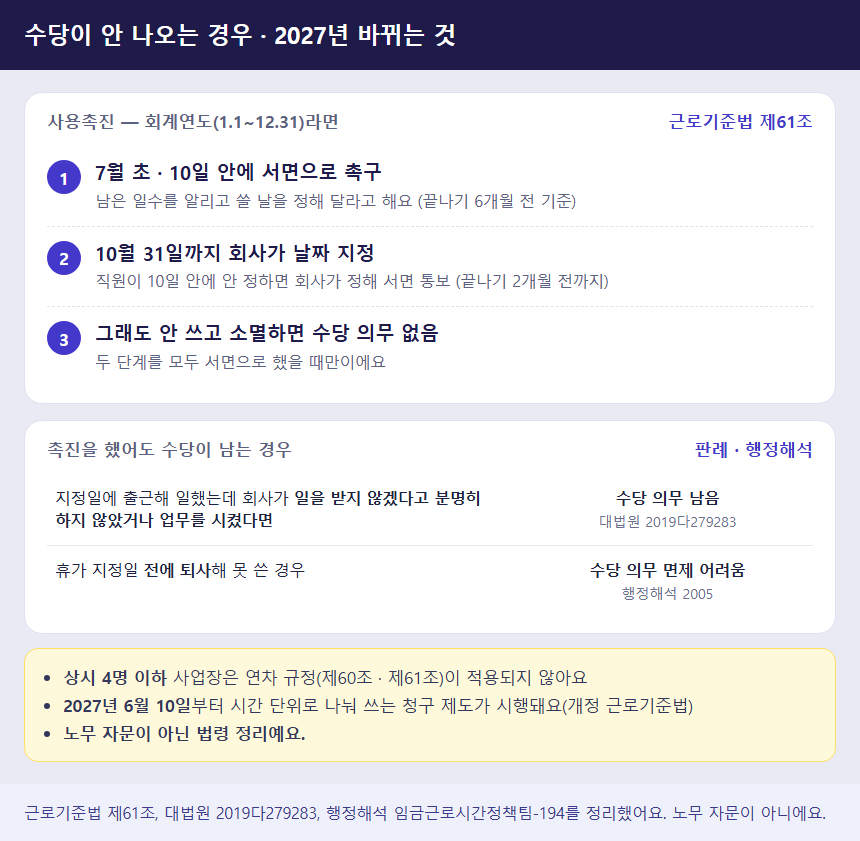 수당이 안 나오는 경우 · 2027년 바뀌는 것
사용촉진 — 회계연도(1.1~12.31)라면
근로기준법 제61조
1
7월 초 · 10일 안에 서면으로 촉구
남은 일수를 알리고 쓸 날을 정해 달라고 해요 (끝나기 6개월 전 기준)
2
10월 31일까지 회사가 날짜 지정
직원이 10일 안에 안 정하면 회사가 정해 서면 통보 (끝나기 2개월 전까지)
3
그래도 안 쓰고 소멸하면 수당 의무 없음
두 단계를 모두 서면으로 했을 때만이에요
촉진을 했어도 수당이 남는 경우
판례 · 행정해석
지정일에 출근해 일했는데 회사가 일을 받지 않겠다고 분명히
하지 않았거나 업무를 시켰다면
수당 의무 남음
대법원 2019다279283
휴가 지정일 전에 퇴사해 못 쓴 경우
수당 의무 면제 어려움
행정해석 2005
• 상시 4명 이하 사업장은 연차 규정(제60조 · 제61조)이 적용되지 않아요
• 2027년 6월 10일부터 시간 단위로 나눠 쓰는 청구 제도가 시행돼요(개정 근로기준법)
• 노무 자문이 아닌 법령 정리예요.
근로기준법 제61조, 대법원 2019다279283, 행정해석 임금근로시간정책팀-194를 정리했어요. 노무 자문이 아니에요.